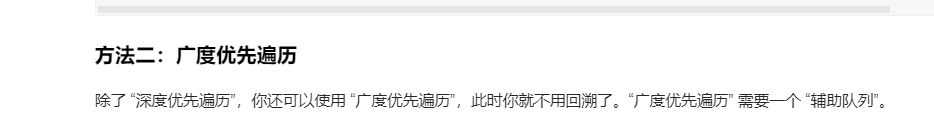 方法二：广度优先遍历
除了 “深度优先遍历”，你还可以使用 “广度优先遍历”，此时你就不用回溯了。“广度优先遍历” 需要一个 “辅助队列”。